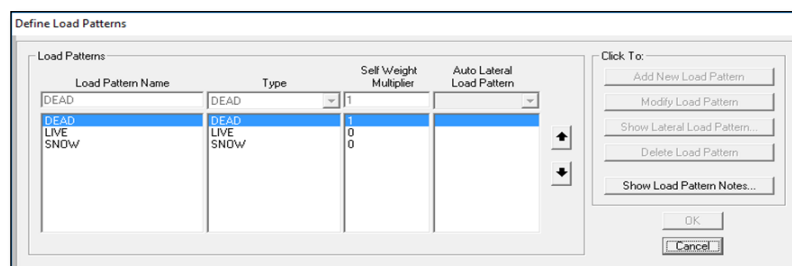 Define Load Patterns
Load Patterns
Click To:
Load Pattern Name Type Self Weight Multiplier Auto Lateral Load Pattern
DEAD DEAD 1
DEAD DEAD 1
LIVE LIVE 0
SNOW SNOW 0
Add New Load Pattern
Modify Load Pattern
Show Lateral Load Pattern...
Delete Load Pattern
Show Load Pattern Notes...
OK
Cancel